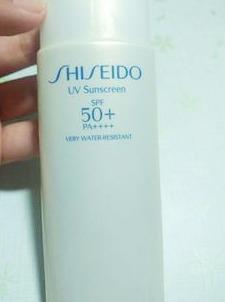 SHISEIDO
UV Sunscreen
SPF
50+
PA++++
VERY WATER-RESISTANT